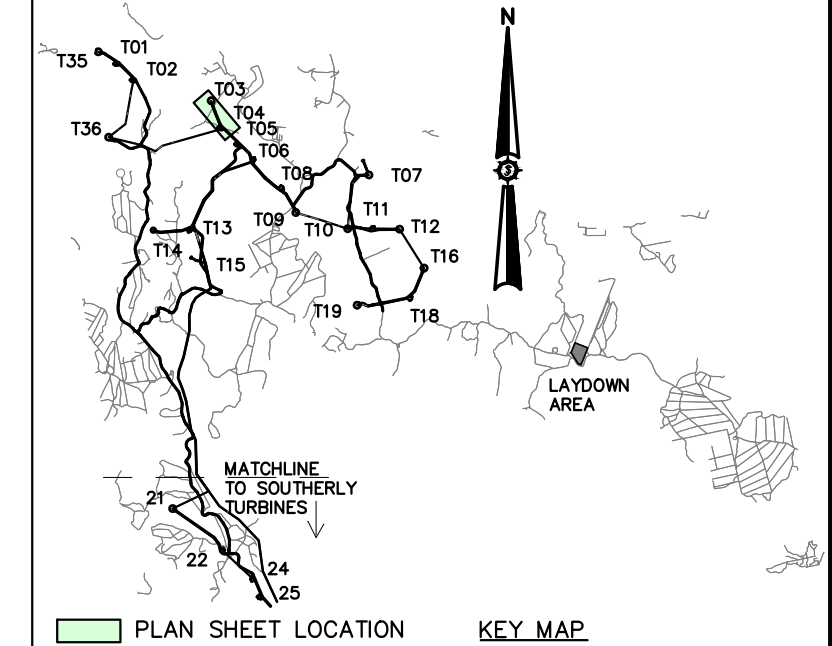 N
T01
T35
T02
T03
T04
T36
T05
T06
T08
T07
T09
T10
T11
T12
T13
T14
T15
T16
T19
T18
LAYDOWN
AREA
MATCHLINE
TO SOUTHERLY
TURBINES
21
22
24
25
PLAN SHEET LOCATION
KEY MAP